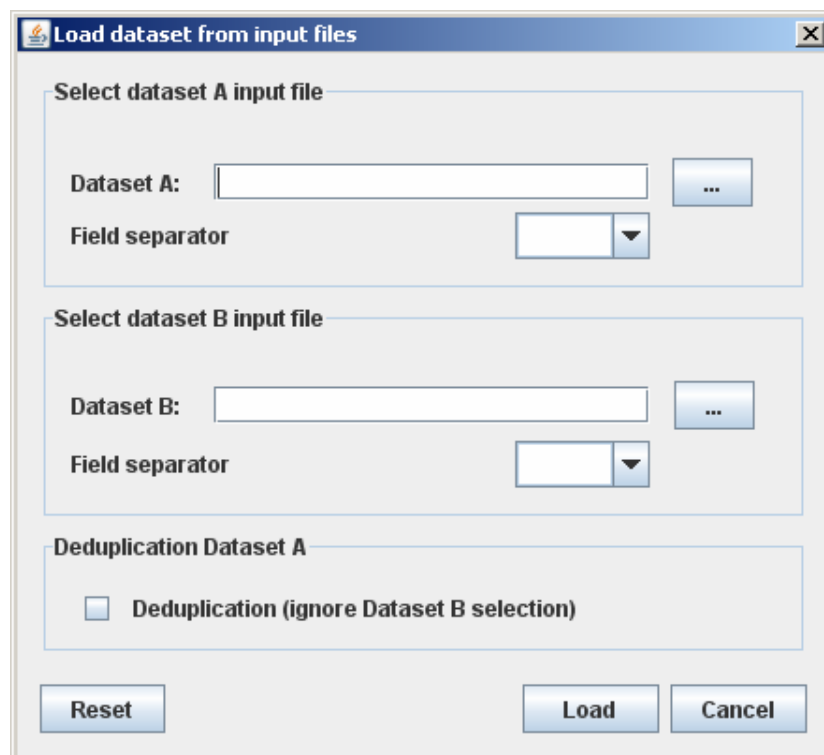 Load dataset from input files
Select dataset A input file
Dataset A: ...
Field separator
Select dataset B input file
Dataset B: ...
Field separator
Deduplication Dataset A
Deduplication (ignore Dataset B selection)
Reset Load Cancel